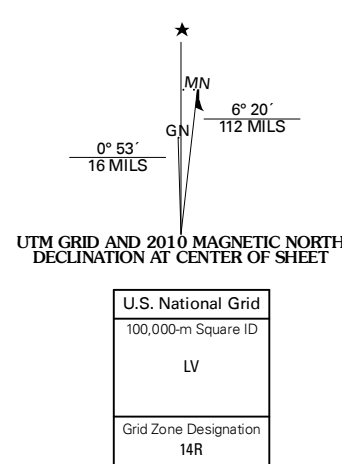 ★
MN
6° 20´
112 MILS
GN
0° 53´
16 MILS
UTM GRID AND 2010 MAGNETIC NORTH
DECLINATION AT CENTER OF SHEET
U.S. National Grid
100,000-m Square ID
LV
Grid Zone Designation
14R